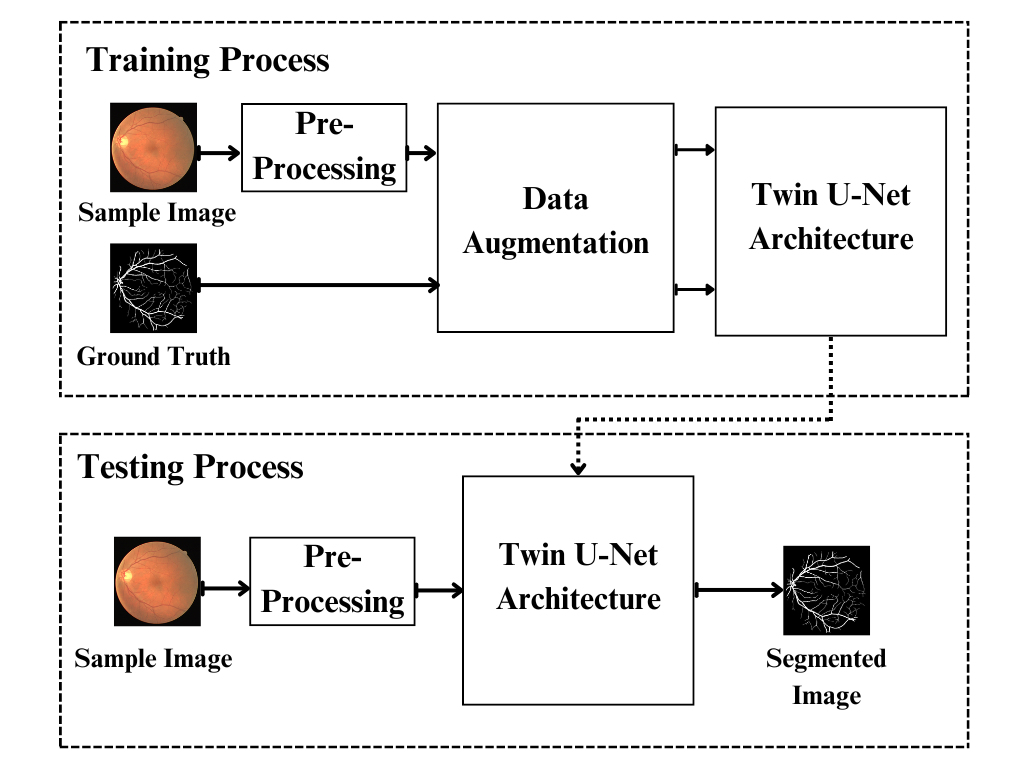 Training Process
Pre-
Processing
Sample Image
Data
Augmentation
Twin U-Net
Architecture
Ground Truth
Testing Process
Pre-
Processing
Sample Image
Twin U-Net
Architecture
Segmented
Image